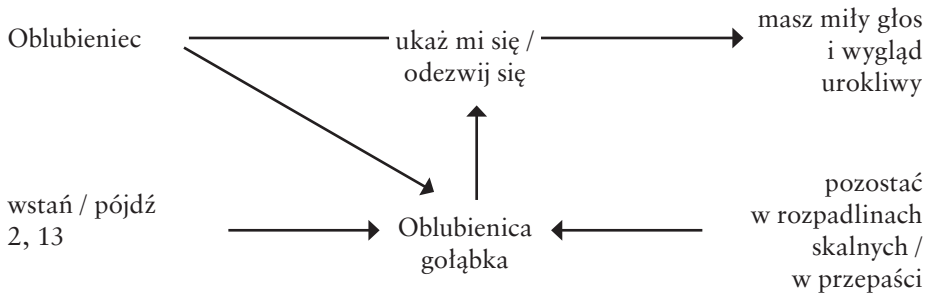 Oblubieniec
ukaż mi się /
odezwij się
masz miły głos
i wygląd
urokliwy
wstań / pójdź
2, 13
Oblubienica
gołąbka
pozostać
w rozpadlinach
skalnych /
w przepaści